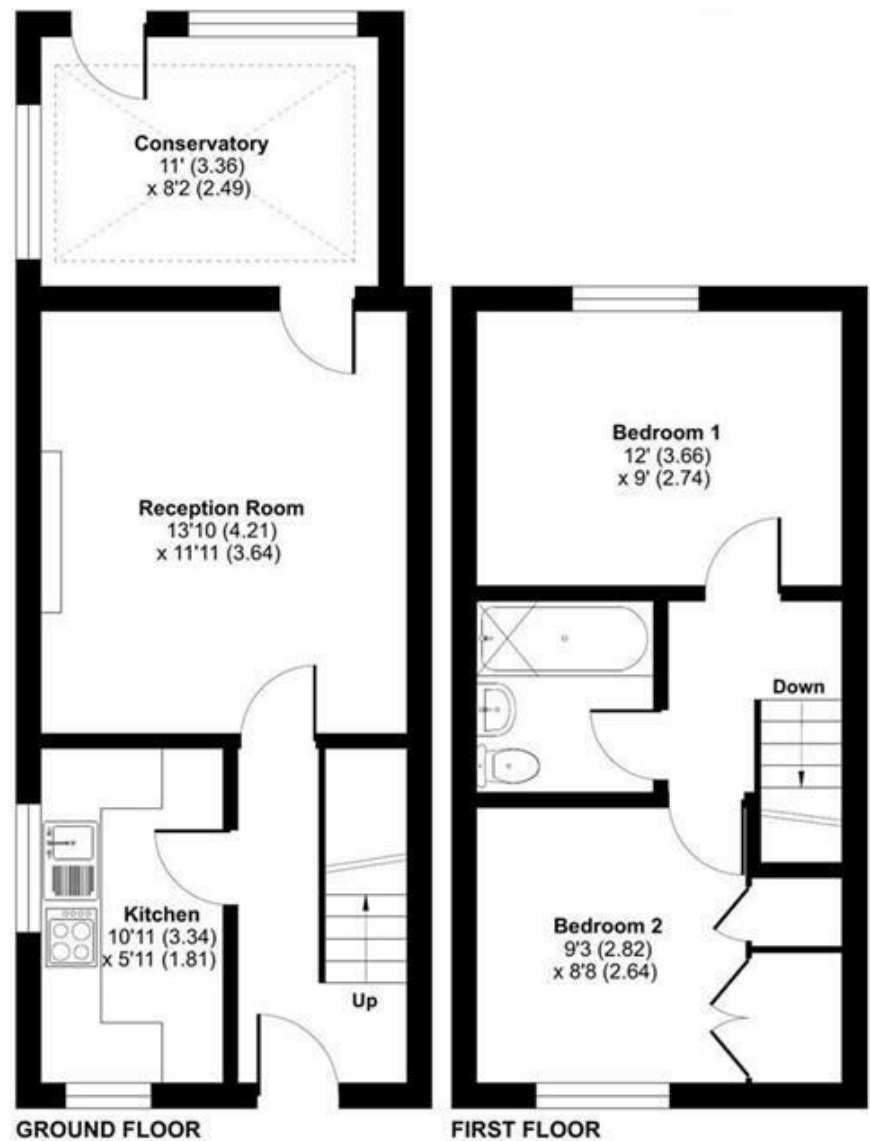 Conservatory
11' (3.36)
x 8'2 (2.49)
Reception Room
13'10 (4.21)
x 11'11 (3.64)
Kitchen
10'11 (3.34)
x 5'11 (1.81)
Up
GROUND FLOOR
Bedroom 1
12' (3.66)
x 9' (2.74)
Down
Bedroom 2
9'3 (2.82)
x 8'8 (2.64)
FIRST FLOOR